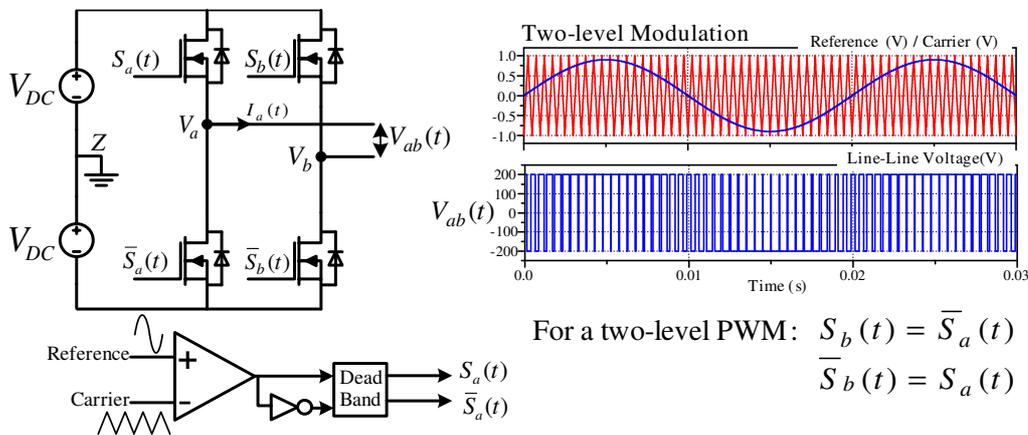 S_a(t)
S_b(t)
V_DC
V_a
I_a(t)
Z
V_b
V_ab(t)
V_DC
S̅_a(t)
S̅_b(t)
Reference
Carrier
+
-
Dead
Band
S_a(t)
S̅_a(t)
Two-level Modulation
Reference (V) / Carrier (V)
1.0
0.5
0.0
-0.5
-1.0
Line-Line Voltage(V)
V_ab(t)
200
100
0
-100
-200
0.0 0.01 0.02 0.03
Time (s)
For a two-level PWM: S_b(t) = S̅_a(t)
S̅_b(t) = S_a(t)